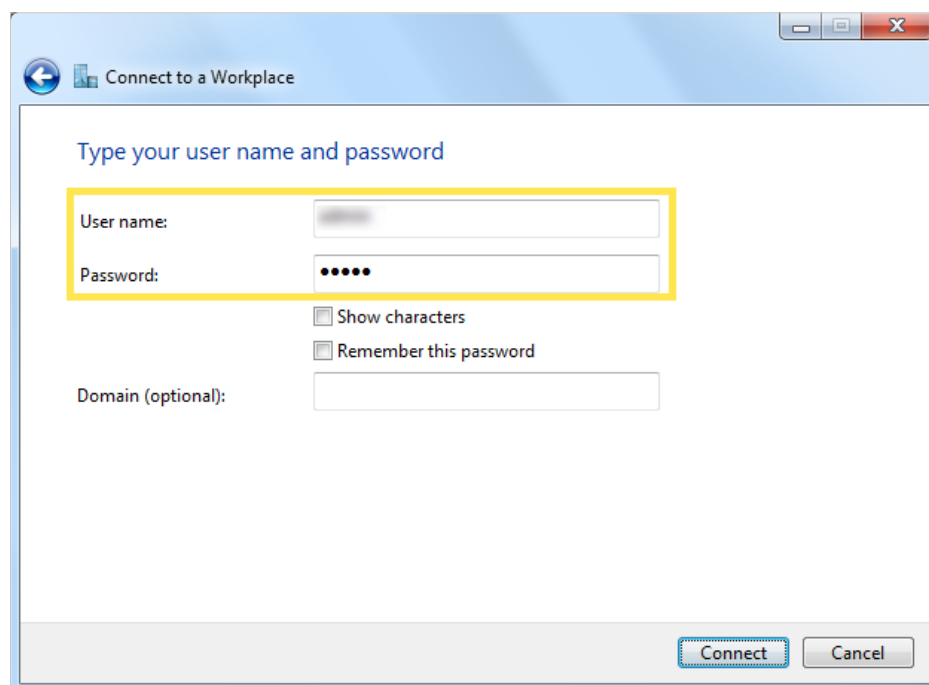 Connect to a Workplace
Type your user name and password
User name:
Password: •••••
Show characters
Remember this password
Domain (optional):
Connect Cancel